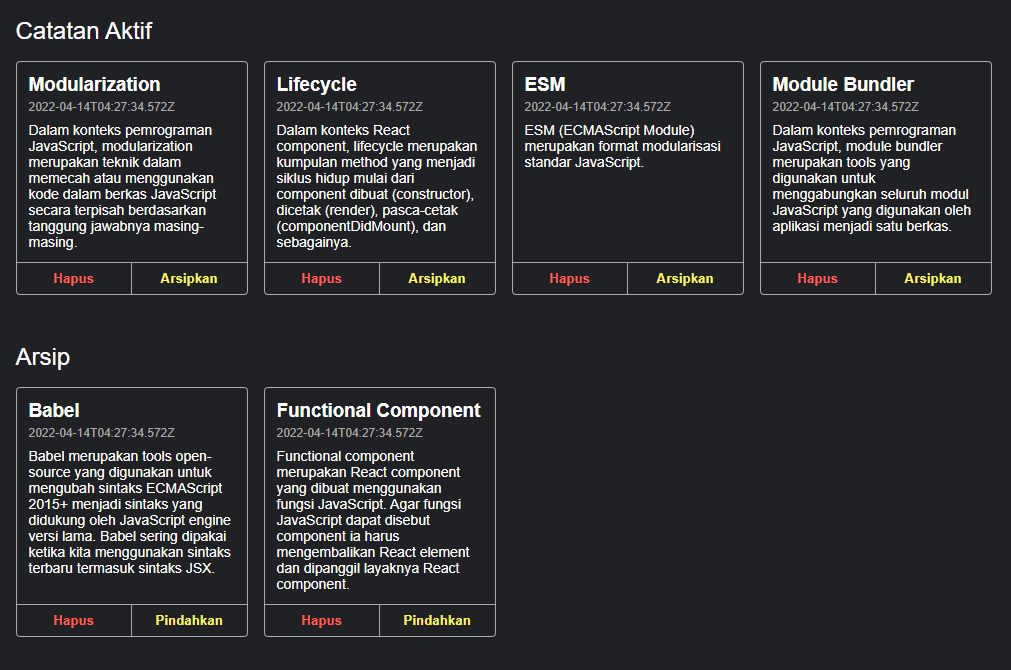 Catatan Aktif
Modularization
2022-04-14T04:27:34.572Z
Dalam konteks pemrograman
JavaScript, modularization
merupakan teknik dalam
memecah atau menggunakan
kode dalam berkas JavaScript
secara terpisah berdasarkan
tanggung jawabnya masing-
masing.
Hapus
Arsipkan
Lifecycle
2022-04-14T04:27:34.572Z
Dalam konteks React
component, lifecycle merupakan
kumpulan method yang menjadi
siklus hidup mulai dari
component dibuat (constructor),
dicetak (render), pasca-cetak
(componentDidMount), dan
sebagainya.
Hapus
Arsipkan
ESM
2022-04-14T04:27:34.572Z
ESM (ECMAScript Module)
merupakan format modularisasi
standar JavaScript.
Hapus
Arsipkan
Module Bundler
2022-04-14T04:27:34.572Z
Dalam konteks pemrograman
JavaScript, module bundler
merupakan tools yang
digunakan untuk
menggabungkan seluruh modul
JavaScript yang digunakan oleh
aplikasi menjadi satu berkas.
Hapus
Arsipkan
Arsip
Babel
2022-04-14T04:27:34.572Z
Babel merupakan tools open-
source yang digunakan untuk
mengubah sintaks ECMAScript
2015+ menjadi sintaks yang
didukung oleh JavaScript engine
versi lama. Babel sering dipakai
ketika kita menggunakan sintaks
terbaru termasuk sintaks JSX.
Hapus
Pindahkan
Functional Component
2022-04-14T04:27:34.572Z
Functional component
merupakan React component
yang dibuat menggunakan
fungsi JavaScript. Agar fungsi
JavaScript dapat disebut
component ia harus
mengembalikan React element
dan dipanggil layaknya React
component.
Hapus
Pindahkan